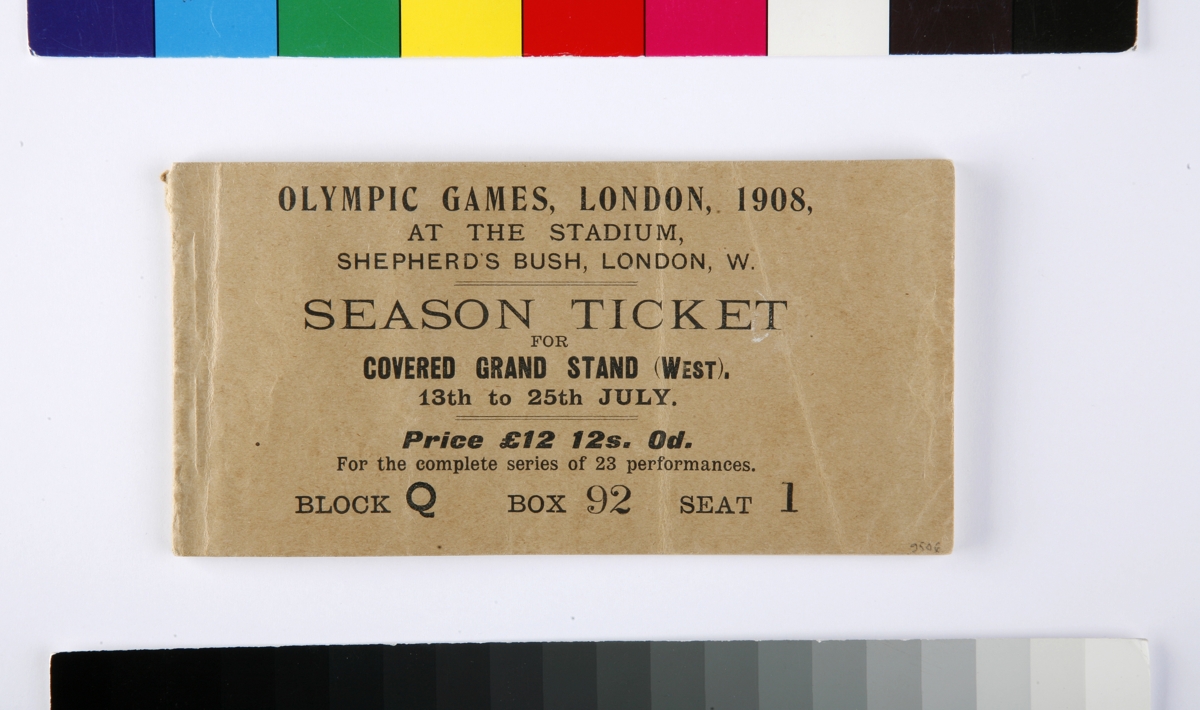 OLYMPIC GAMES, LONDON, 1908,
AT THE STADIUM,
SHEPHERD'S BUSH, LONDON, W.
SEASON TICKET
FOR
COVERED GRAND STAND (WEST).
13th to 25th JULY.
Price £12 12s. 0d.
For the complete series of 23 performances.
BLOCK Q BOX 92 SEAT 1